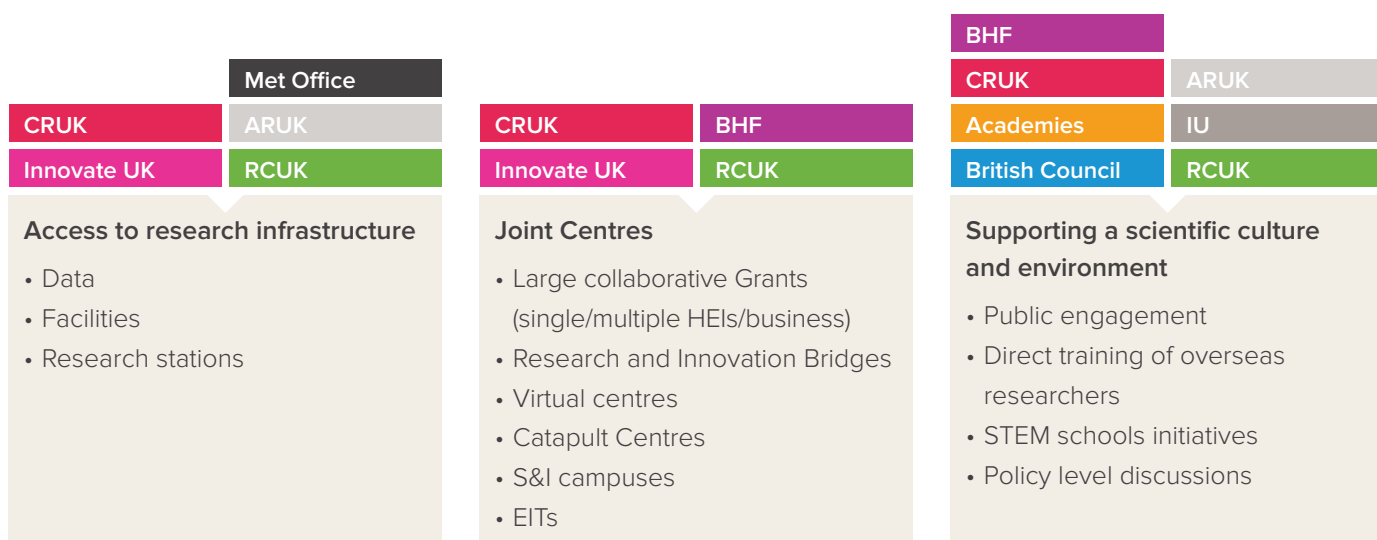 Met Office
CRUK
ARUK
Innovate UK
RCUK
Access to research infrastructure
• Data
• Facilities
• Research stations
CRUK
BHF
Innovate UK
RCUK
Joint Centres
• Large collaborative Grants
(single/multiple HEIs/business)
• Research and Innovation Bridges
• Virtual centres
• Catapult Centres
• S&I campuses
• EITs
BHF
CRUK
ARUK
Academies
IU
British Council
RCUK
Supporting a scientific culture
and environment
• Public engagement
• Direct training of overseas
researchers
• STEM schools initiatives
• Policy level discussions